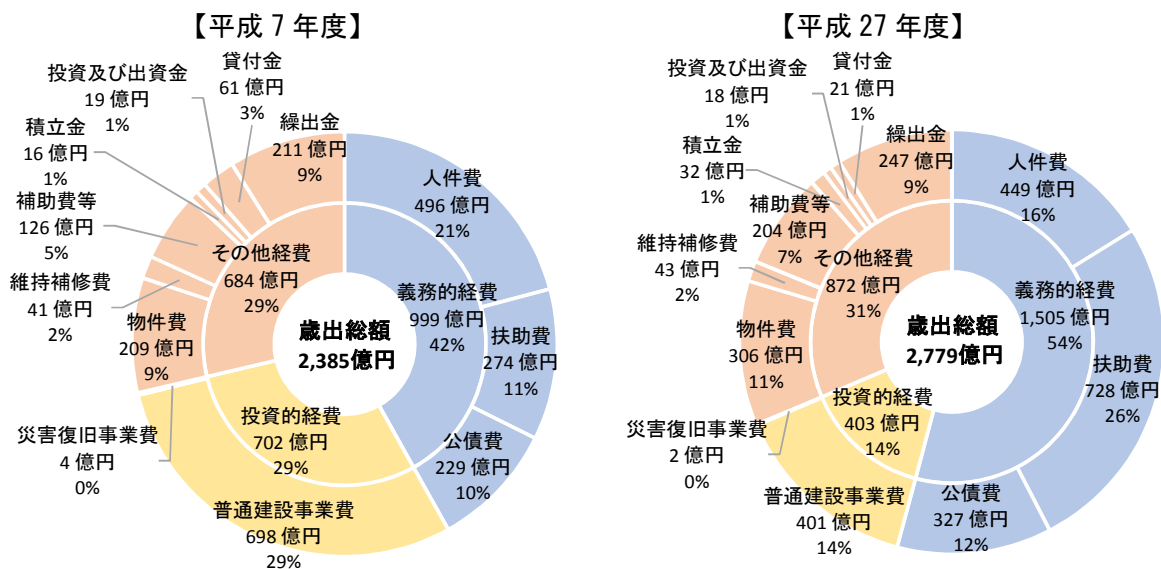 【平成 7 年度】
貸付金
61 億円
3%
投資及び出資金
19 億円
1%
積立金
16 億円
1%
補助費等
126 億円
5%
維持補修費
41 億円
2%
物件費
209 億円
9%
災害復旧事業費
4 億円
0%
繰出金
211 億円
9%
その他経費
684 億円
29%
人件費
496 億円
21%
義務的経費
999 億円
42%
扶助費
274 億円
11%
公債費
229 億円
10%
歳出総額
2,385億円
投資的経費
702 億円
29%
普通建設事業費
698 億円
29%
【平成 27 年度】
貸付金
21 億円
1%
投資及び出資金
18 億円
1%
積立金
32 億円
1%
補助費等
204 億円
7%
維持補修費
43 億円
2%
物件費
306 億円
11%
災害復旧事業費
2 億円
0%
繰出金
247 億円
9%
その他経費
872 億円
31%
人件費
449 億円
16%
義務的経費
1,505 億円
54%
扶助費
728 億円
26%
公債費
327 億円
12%
歳出総額
2,779億円
投資的経費
403 億円
14%
普通建設事業費
401 億円
14%